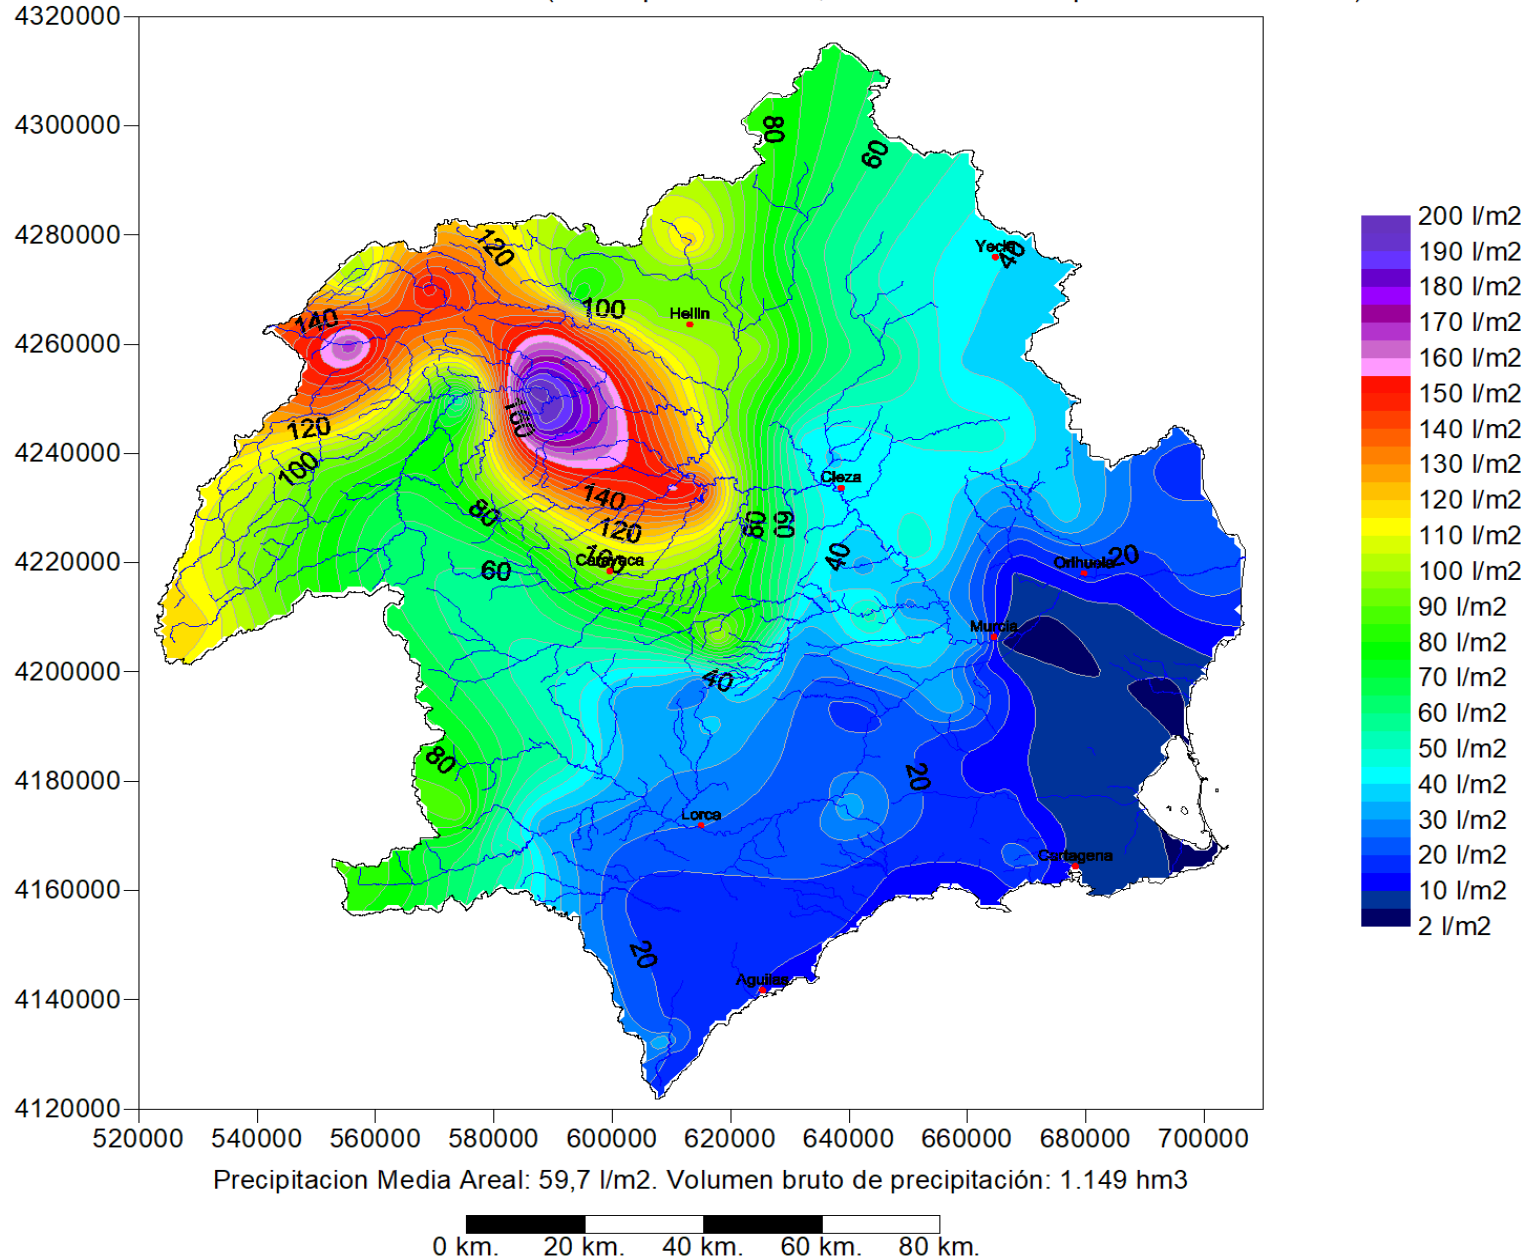 4320000
4300000
4280000
4260000
4240000
4220000
4200000
4180000
4160000
4140000
4120000
520000 540000 560000 580000 600000 620000 640000 660000 680000 700000
80
60
Yecla
40
120
100
Hellin
140
160
120
100
Cieza
140
80
120
80
60
40
100
Caravaca
60
Orihuela
20
Murcia
40
80
20
Lorca
Cartagena
20
Aguilas
200 l/m2
190 l/m2
180 l/m2
170 l/m2
160 l/m2
150 l/m2
140 l/m2
130 l/m2
120 l/m2
110 l/m2
100 l/m2
90 l/m2
80 l/m2
70 l/m2
60 l/m2
50 l/m2
40 l/m2
30 l/m2
20 l/m2
10 l/m2
2 l/m2
Precipitacion Media Areal: 59,7 l/m2. Volumen bruto de precipitación: 1.149 hm3
0 km. 20 km. 40 km. 60 km. 80 km.